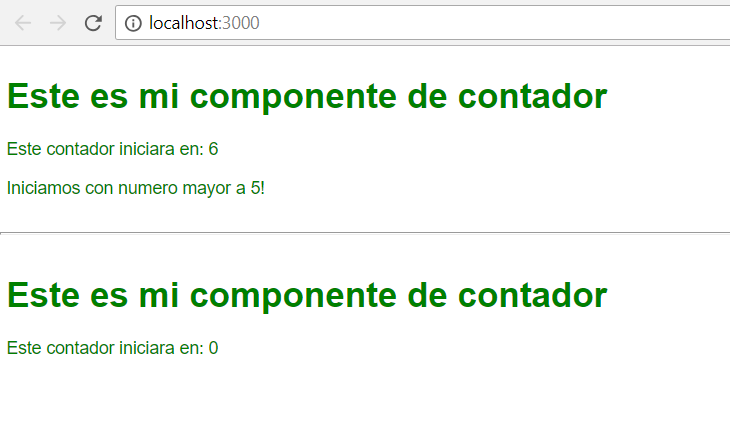 localhost:3000
Este es mi componente de contador
Este contador iniciara en: 6
Iniciamos con numero mayor a 5!
Este es mi componente de contador
Este contador iniciara en: 0